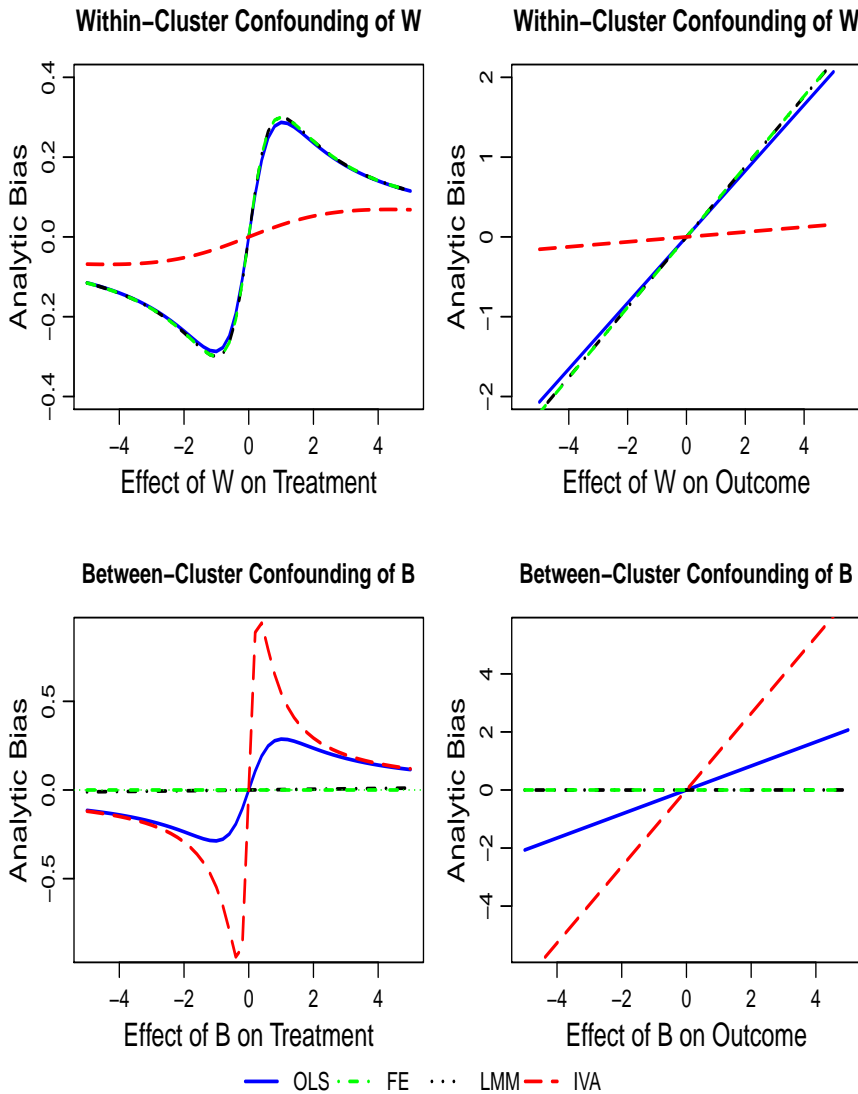 Within−Cluster Confounding of W
Analytic Bias
0.4
0.2
0.0
−0.2
−0.4
−4 −2 0 2 4
Effect of W on Treatment
Within−Cluster Confounding of W
Analytic Bias
2
1
0
−1
−2
−4 −2 0 2 4
Effect of W on Outcome
Between−Cluster Confounding of B
Analytic Bias
0.5
0.0
−0.5
−4 −2 0 2 4
Effect of B on Treatment
Between−Cluster Confounding of B
Analytic Bias
4
2
0
−2
−4
−4 −2 0 2 4
Effect of B on Outcome
OLS FE LMM IVA